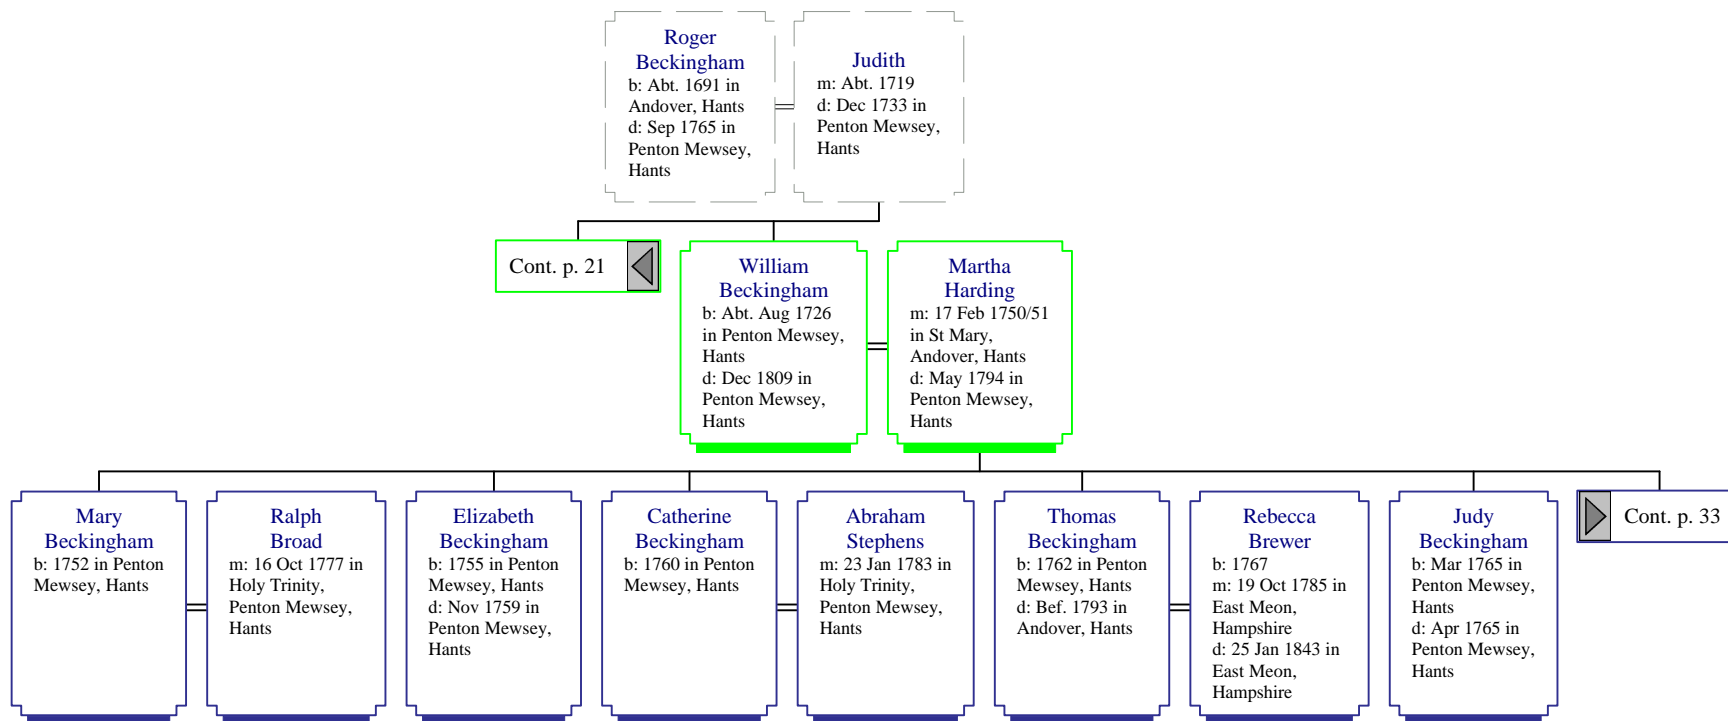 Roger
Beckingham
b: Abt. 1691 in
Andover, Hants
d: Sep 1765 in
Penton Mewsey,
Hants
Judith
m: Abt. 1719
d: Dec 1733 in
Penton Mewsey,
Hants
Cont. p. 21
William
Beckingham
b: Abt. Aug 1726
in Penton Mewsey,
Hants
d: Dec 1809 in
Penton Mewsey,
Hants
Martha
Harding
m: 17 Feb 1750/51
in St Mary,
Andover, Hants
d: May 1794 in
Penton Mewsey,
Hants
Mary
Beckingham
b: 1752 in Penton
Mewsey, Hants
Ralph
Broad
m: 16 Oct 1777 in
Holy Trinity,
Penton Mewsey,
Hants
Elizabeth
Beckingham
b: 1755 in Penton
Mewsey, Hants
d: Nov 1759 in
Penton Mewsey,
Hants
Catherine
Beckingham
b: 1760 in Penton
Mewsey, Hants
Abraham
Stephens
m: 23 Jan 1783 in
Holy Trinity,
Penton Mewsey,
Hants
Thomas
Beckingham
b: 1762 in Penton
Mewsey, Hants
d: Bef. 1793 in
Andover, Hants
Rebecca
Brewer
b: 1767
m: 19 Oct 1785 in
East Meon,
Hampshire
d: 25 Jan 1843 in
East Meon,
Hampshire
Judy
Beckingham
b: Mar 1765 in
Penton Mewsey,
Hants
d: Apr 1765 in
Penton Mewsey,
Hants
Cont. p. 33